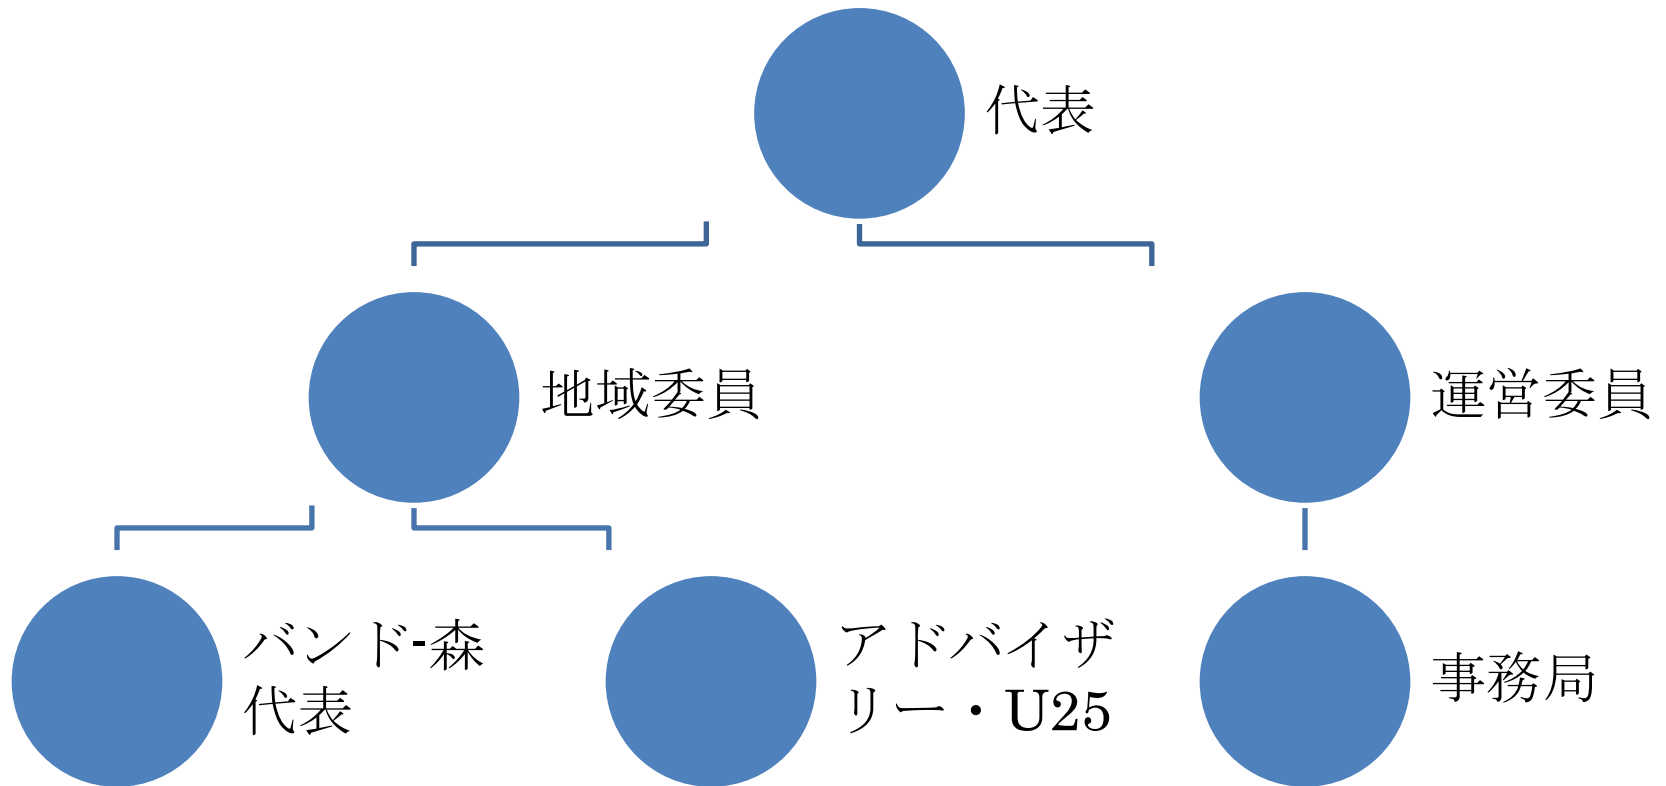 代表
地域委員
運営委員
バンド-森
代表
アドバイザ
リー・U25
事務局